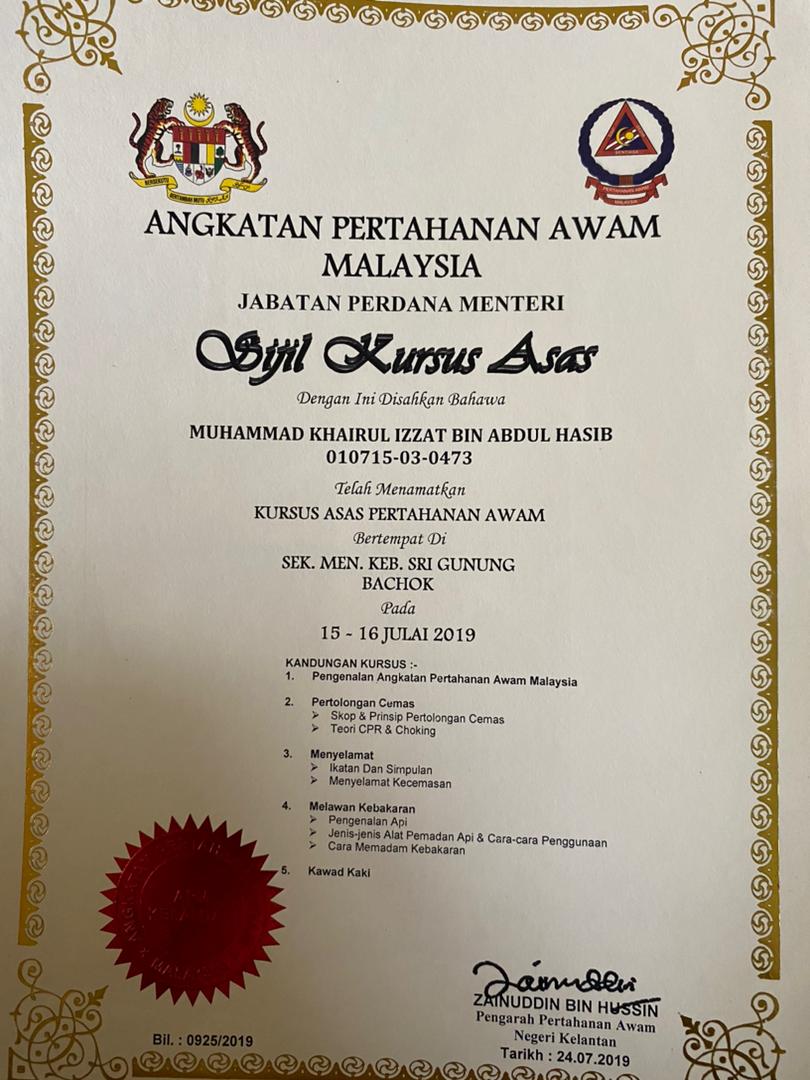 BERSEKUTU BERTAMBAH MUTU
SENTIASA
PERTAHANAN AWAM
MALAYSIA
ANGKATAN PERTAHANAN AWAM
MALAYSIA
JABATAN PERDANA MENTERI
Sijil Kursus Asas
Dengan Ini Disahkan Bahawa
MUHAMMAD KHAIRUL IZZAT BIN ABDUL HASIB
010715-03-0473
Telah Menamatkan
KURSUS ASAS PERTAHANAN AWAM
Bertempat Di
SEK. MEN. KEB. SRI GUNUNG
BACHOK
Pada
15 - 16 JULAI 2019
KANDUNGAN KURSUS :-
1. Pengenalan Angkatan Pertahanan Awam Malaysia
2. Pertolongan Cemas
➢ Skop & Prinsip Pertolongan Cemas
➢ Teori CPR & Choking
3. Menyelamat
➢ Ikatan Dan Simpulan
➢ Menyelamat Kecemasan
4. Melawan Kebakaran
➢ Pengenalan Api
➢ Jenis-jenis Alat Pemadan Api & Cara-cara Penggunaan
➢ Cara Memadam Kebakaran
5. Kawad Kaki
ZAINUDDIN BIN HUSSIN
Pengarah Pertahanan Awam
Negeri Kelantan
Tarikh : 24.07.2019
Bil. : 0925/2019